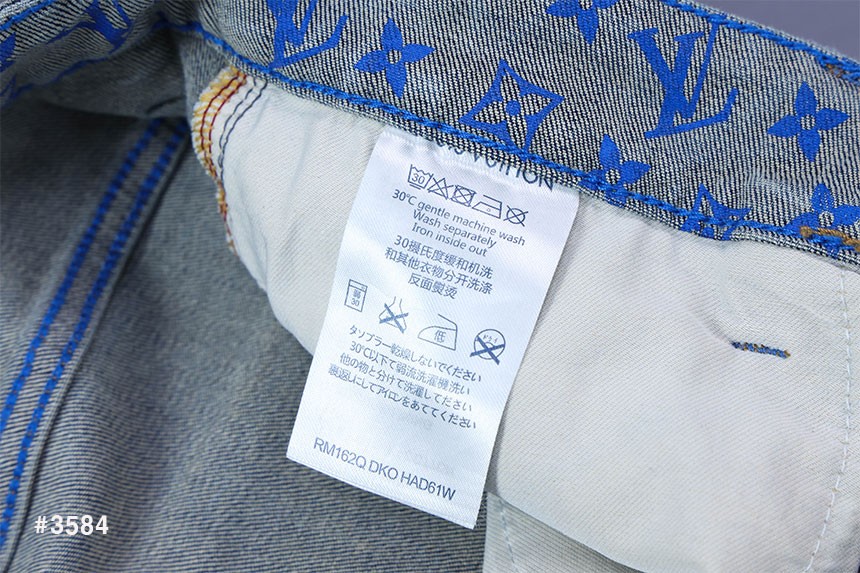 VUITTON
30
30℃ gentle machine wash
Wash separately
Iron inside out
30摄氏度缓和机洗
和其他衣物分开洗涤
反面熨烫
弱
30
低
タンブラー乾燥しないでください
30℃以下で弱流洗濯機洗い
他の物と分けて洗濯してください
裏返しにしてアイロンをあててください
RM162Q DKO HAD61W
#3584